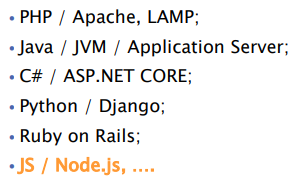 • PHP / Apache, LAMP;
• Java / JVM / Application Server;
• C# / ASP.NET CORE;
• Python / Django;
• Ruby on Rails;
• JS / Node.js, ....